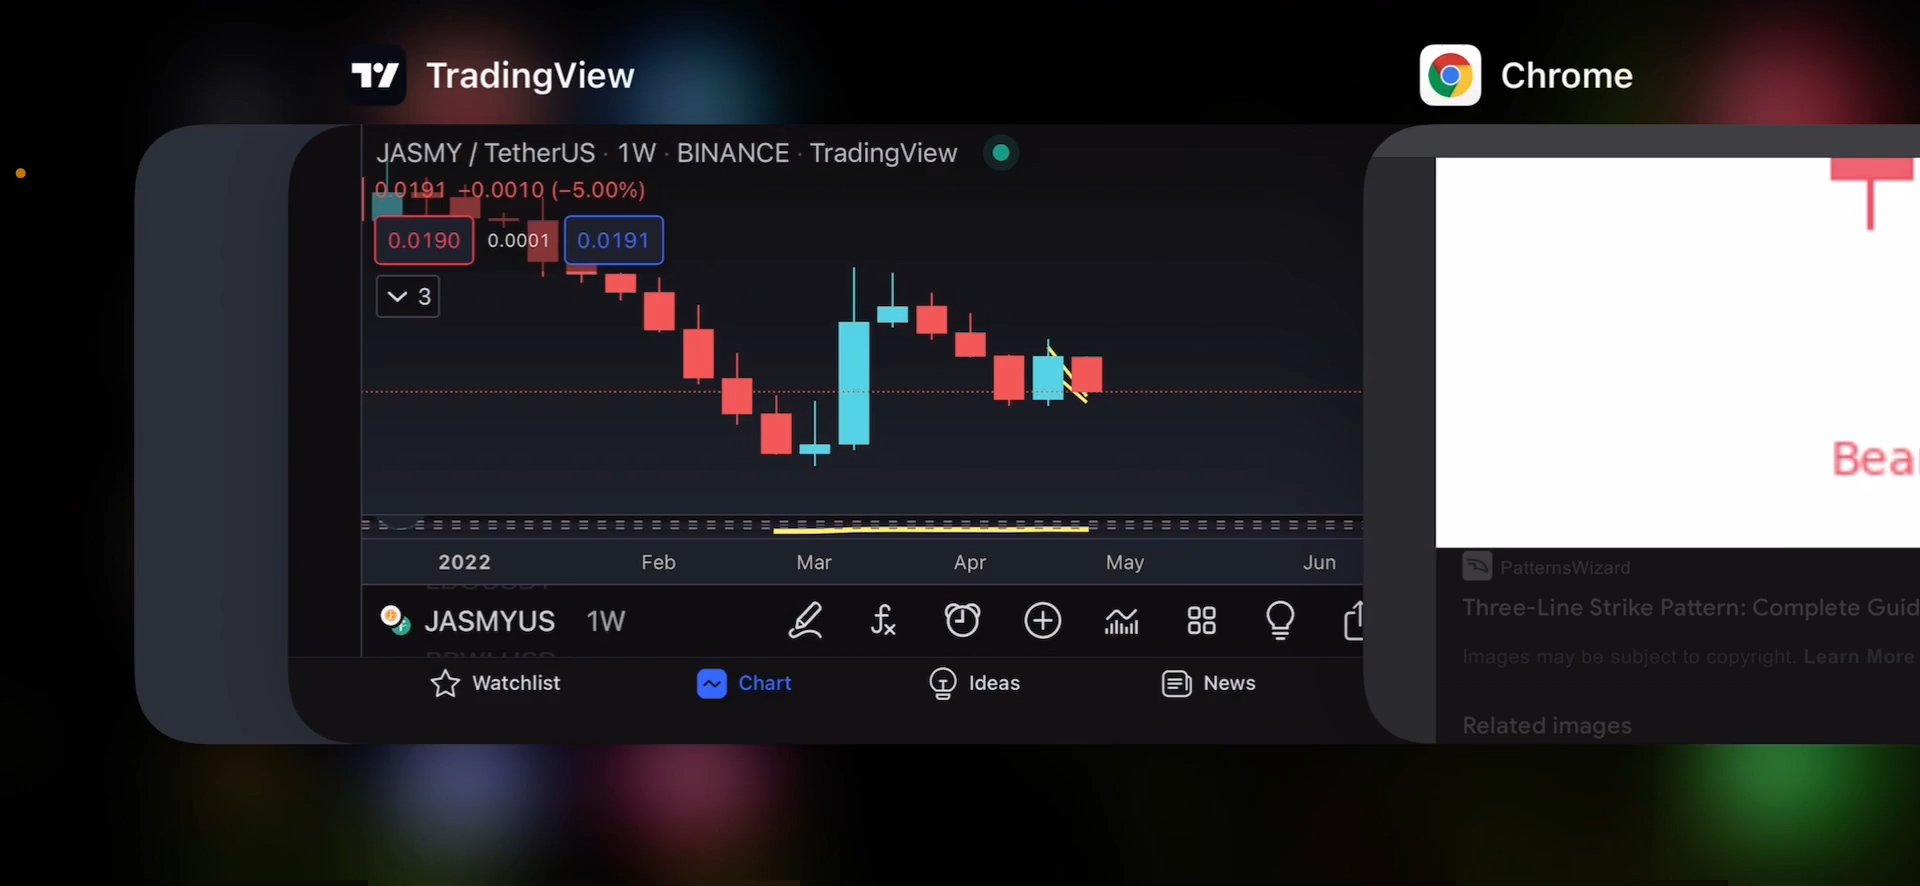 TradingView
Chrome
JASMY / TetherUS · 1W · BINANCE · TradingView
0.0191 −0.0010 (−5.00%)
0.0190
0.0001
0.0191
3
2022
Feb
Mar
Apr
May
Jun
JASMYUS
1W
Watchlist
Chart
Ideas
News
Bea
PatternsWizard
Three-Line Strike Pattern: Complete Guid
Images may be subject to copyright. Learn More
Related images